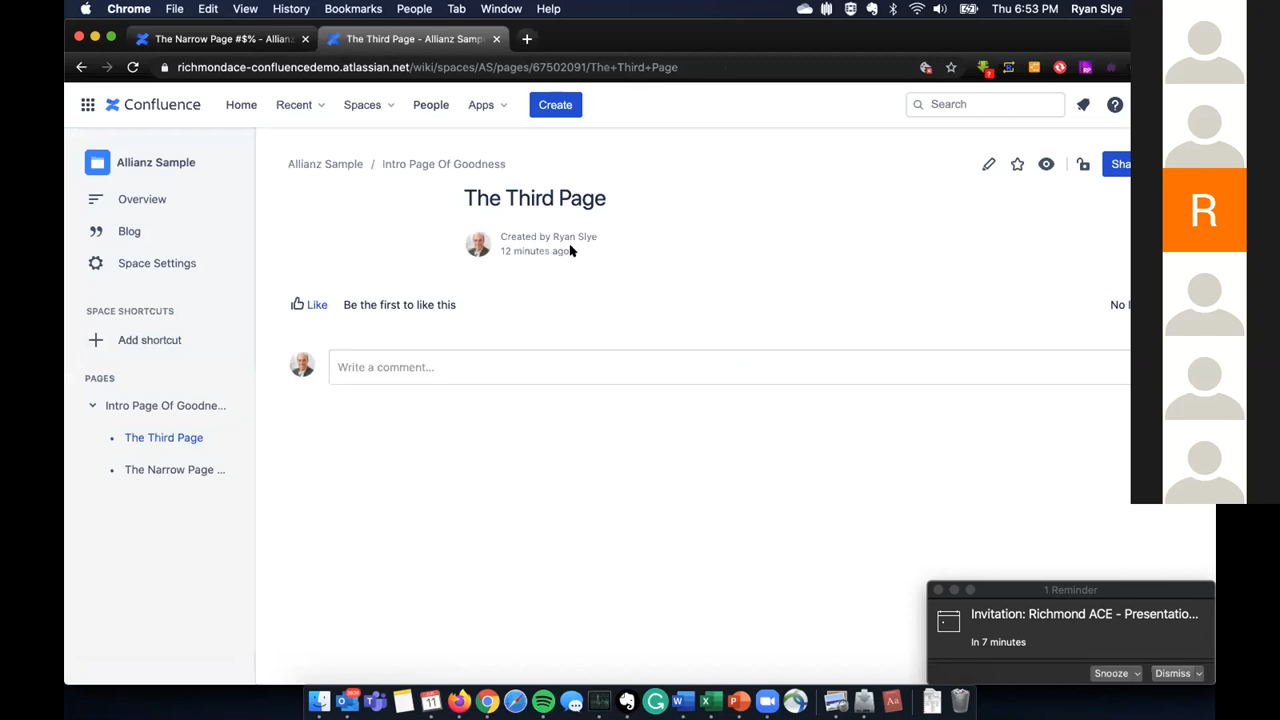 Chrome File Edit View History Bookmarks People Tab Window Help Thu 6:53 PM Ryan Slye
The Narrow Page #$% - Allianz
The Third Page - Allianz Samp
richmondace-confluencedemo.atlassian.net/wiki/spaces/AS/pages/67502091/The+Third+Page
Confluence Home Recent Spaces People Apps Create Search
Allianz Sample
Overview
Blog
Space Settings
SPACE SHORTCUTS
Add shortcut
PAGES
Intro Page Of Goodne...
The Third Page
The Narrow Page ...
Allianz Sample / Intro Page Of Goodness
Sha
The Third Page
Created by Ryan Slye
12 minutes ago
Like Be the first to like this
No l
Write a comment...
R
1 Reminder
Invitation: Richmond ACE - Presentatio...
In 7 minutes
Snooze Dismiss
11